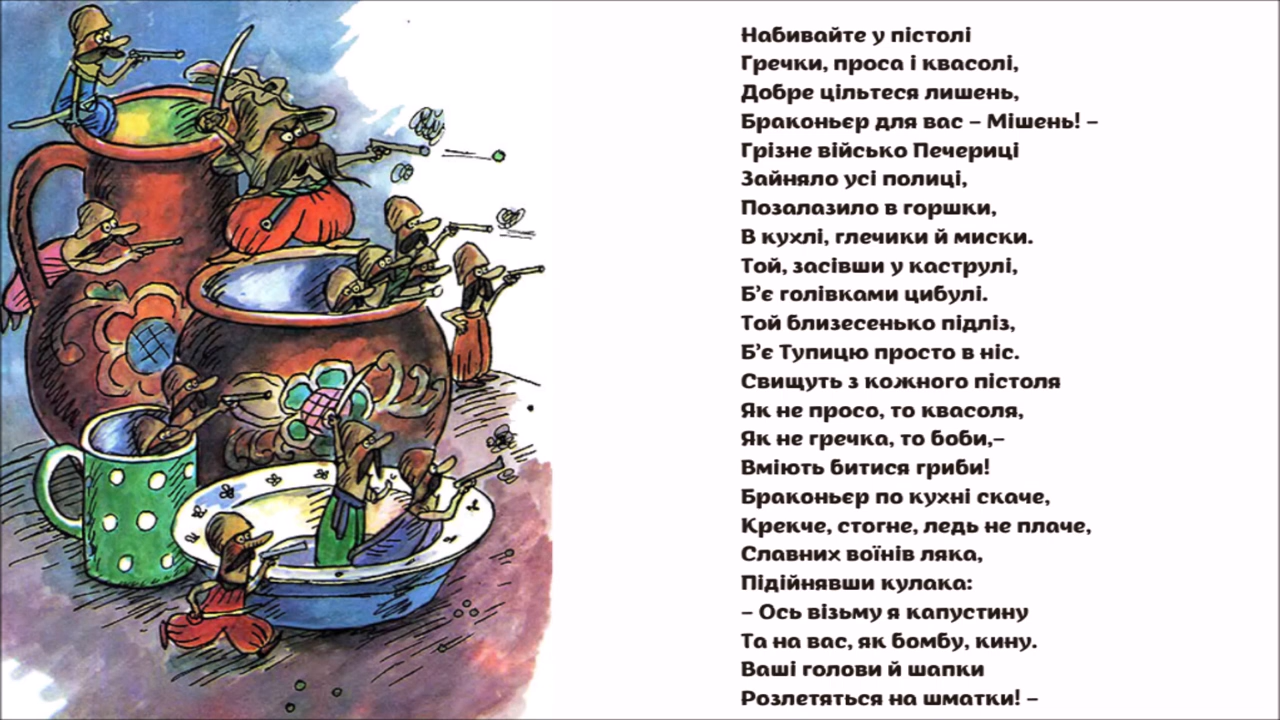 Набивайте у пістолі
Гречки, проса і квасолі,
Добре цільтеся лишень,
Браконьєр для вас – Мішень! –
Грізне військо Печериці
Зайняло усі полиці,
Позалазило в горшки,
В кухлі, глечики й миски.
Той, засівши у каструлі,
Б’є голівками цибулі.
Той близесенько підліз,
Б’є Тупицю просто в ніс.
Свищуть з кожного пістоля
Як не просо, то квасоля,
Як не гречка, то боби,–
Вміють битися гриби!
Браконьєр по кухні скаче,
Крекче, стогне, ледь не плаче,
Славних воїнів ляка,
Підійнявши кулака:
– Ось візьму я капустину
Та на вас, як бомбу, кину.
Ваші голови й шапки
Розлетяться на шматки! –